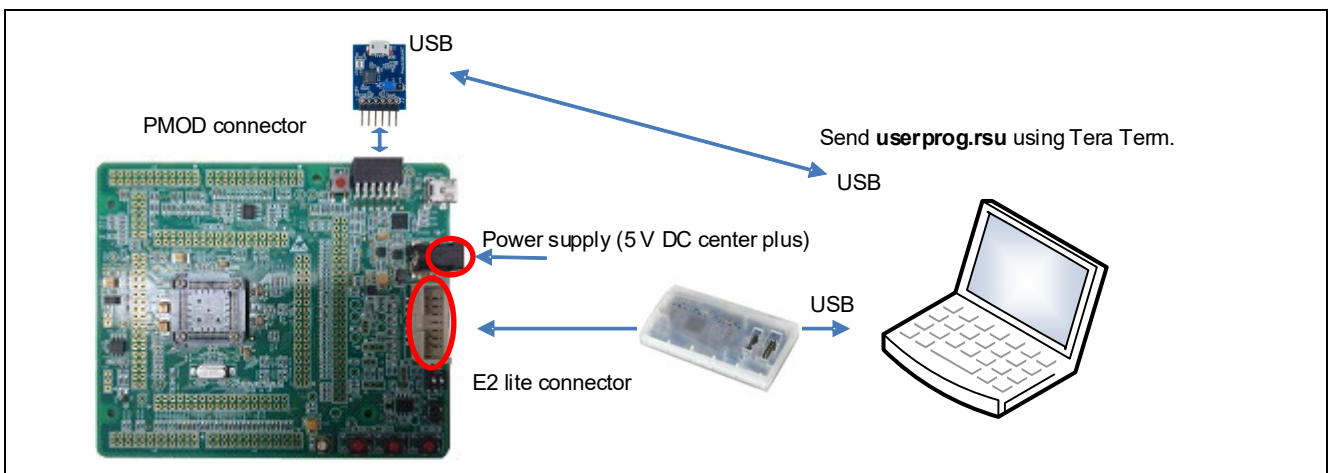 USB
PMOD connector
Send userprog.rsu using Tera Term.
USB
Power supply (5 V DC center plus)
USB
E2 lite connector